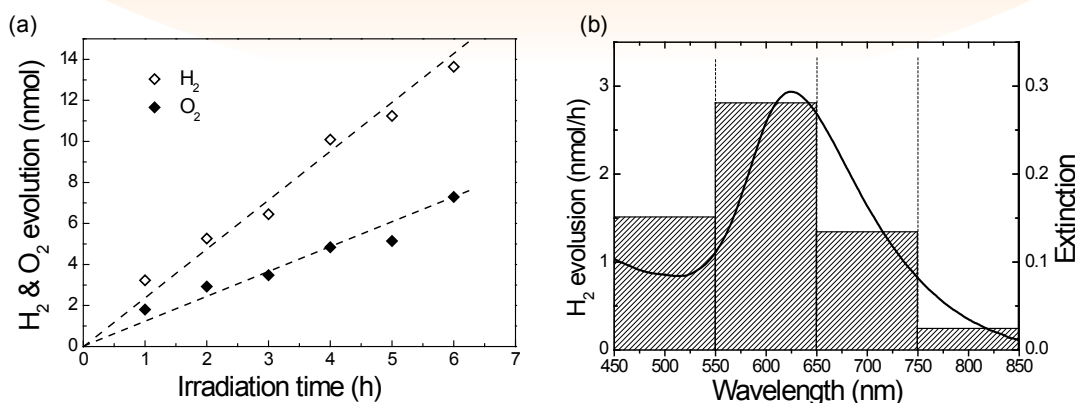 (a)
H2 & O2 evolution (nmol)
14
12
10
8
6
4
2
0
H2
O2
0 1 2 3 4 5 6 7
Irradiation time (h)
(b)
H2 evolusion (nmol/h)
3
2
1
0
0.3
0.2
0.1
0.0
Extinction
450 500 550 600 650 700 750 800 850
Wavelength (nm)